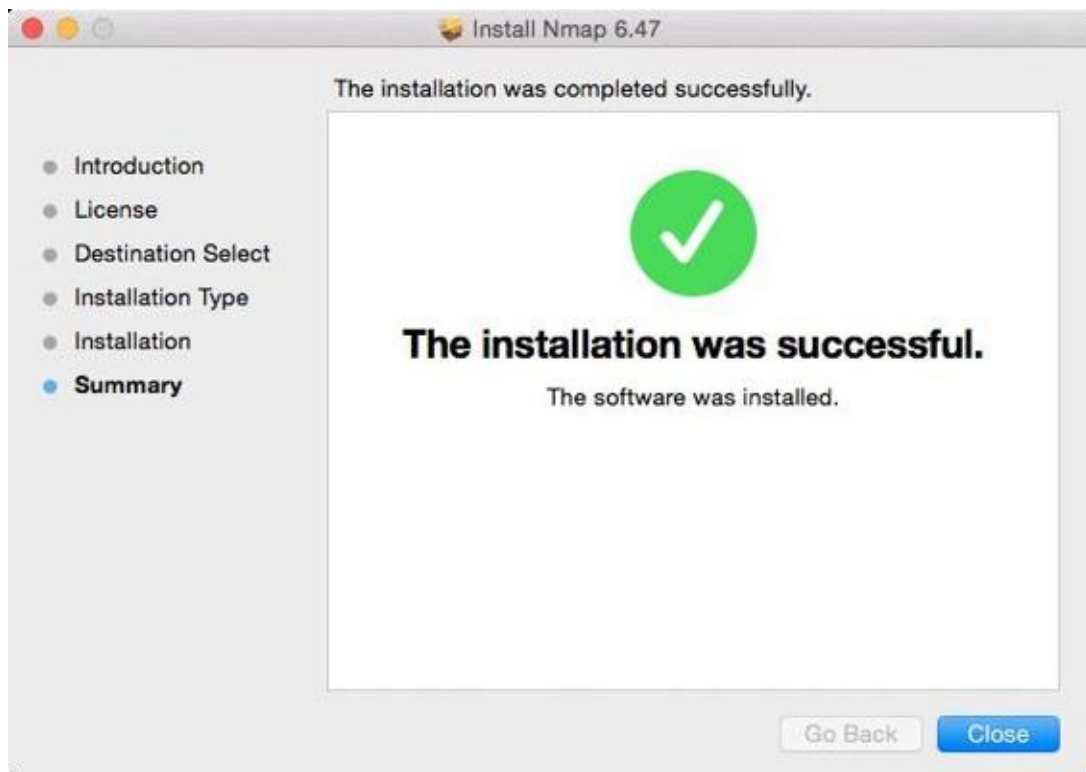 Install Nmap 6.47
The installation was completed successfully.
Introduction
License
Destination Select
Installation Type
Installation
Summary
The installation was successful.
The software was installed.
Go Back
Close